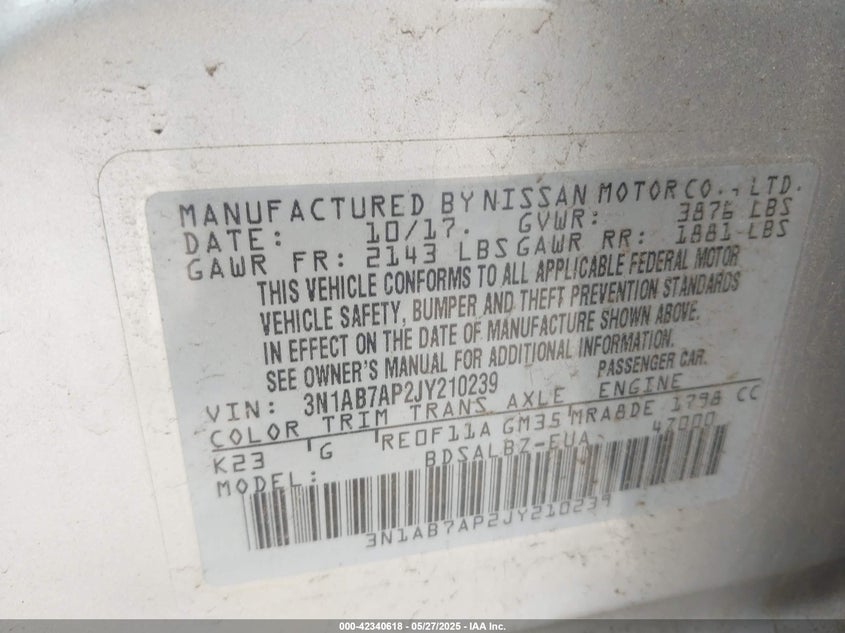 MANUFACTURED BY NISSAN MOTOR CO., LTD.
DATE: 10/17. GVWR: 3876 LBS
GAWR FR: 2143 LBS GAWR RR: 1881 LBS
THIS VEHICLE CONFORMS TO ALL APPLICABLE FEDERAL MOTOR
VEHICLE SAFETY, BUMPER AND THEFT PREVENTION STANDARDS
IN EFFECT ON THE DATE OF MANUFACTURE SHOWN ABOVE.
SEE OWNER'S MANUAL FOR ADDITIONAL INFORMATION.
VIN: 3N1AB7AP2JY210239 PASSENGER CAR.
COLOR TRIM TRANS AXLE ENGINE
K23 G RE0F11A GM35 MRA8DE 1798 CC
MODEL: BDSALBZ-EUA 47000
3N1AB7AP2JY210239
000-42340618 - 05/27/2025 - IAA Inc.